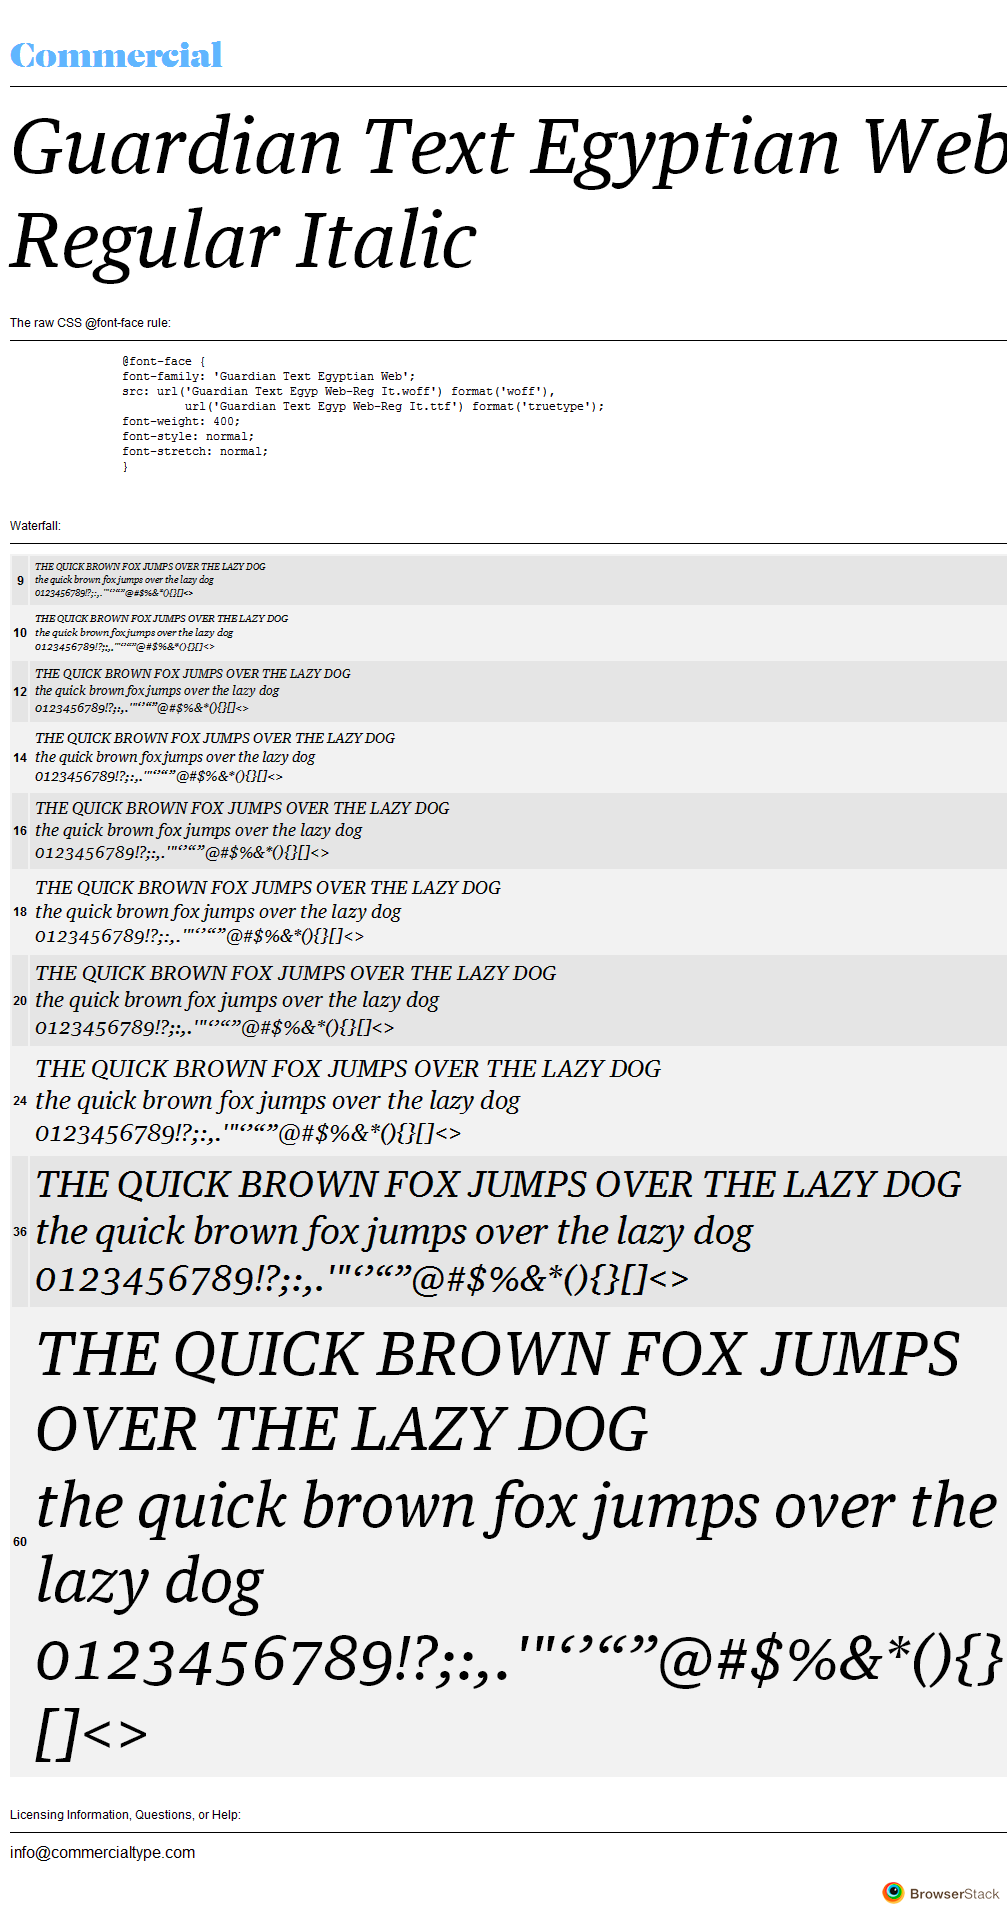 Commercial
Guardian Text Egyptian Web
Regular Italic
The raw CSS @font-face rule:
@font-face {
font-family: 'Guardian Text Egyptian Web';
src: url('Guardian Text Egyp Web-Reg It.woff') format('woff'),
url('Guardian Text Egyp Web-Reg It.ttf') format('truetype');
font-weight: 400;
font-style: normal;
font-stretch: normal;
}
Waterfall:
THE QUICK BROWN FOX JUMPS OVER THE LAZY DOG
9 the quick brown fox jumps over the lazy dog
0123456789!?;:,.'"‘’“”@#$%&*(){}[]<>
THE QUICK BROWN FOX JUMPS OVER THE LAZY DOG
10 the quick brown fox jumps over the lazy dog
0123456789!?;:,.'"‘’“”@#$%&*(){}[]<>
THE QUICK BROWN FOX JUMPS OVER THE LAZY DOG
12 the quick brown fox jumps over the lazy dog
0123456789!?;:,.'"‘’“”@#$%&*(){}[]<>
THE QUICK BROWN FOX JUMPS OVER THE LAZY DOG
14 the quick brown fox jumps over the lazy dog
0123456789!?;:,.'"‘’“”@#$%&*(){}[]<>
THE QUICK BROWN FOX JUMPS OVER THE LAZY DOG
16 the quick brown fox jumps over the lazy dog
0123456789!?;:,.'"‘’“”@#$%&*(){}[]<>
THE QUICK BROWN FOX JUMPS OVER THE LAZY DOG
18 the quick brown fox jumps over the lazy dog
0123456789!?;:,.'"‘’“”@#$%&*(){}[]<>
THE QUICK BROWN FOX JUMPS OVER THE LAZY DOG
20 the quick brown fox jumps over the lazy dog
0123456789!?;:,.'"‘’“”@#$%&*(){}[]<>
THE QUICK BROWN FOX JUMPS OVER THE LAZY DOG
24 the quick brown fox jumps over the lazy dog
0123456789!?;:,.'"‘’“”@#$%&*(){}[]<>
THE QUICK BROWN FOX JUMPS OVER THE LAZY DOG
36 the quick brown fox jumps over the lazy dog
0123456789!?;:,.'"‘’“”@#$%&*(){}[]<>
THE QUICK BROWN FOX JUMPS
OVER THE LAZY DOG
the quick brown fox jumps over the
60
lazy dog
0123456789!?;:,.'"‘’“”@#$%&*(){}
[]<>
Licensing Information, Questions, or Help:
info@commercialtype.com
BrowserStack